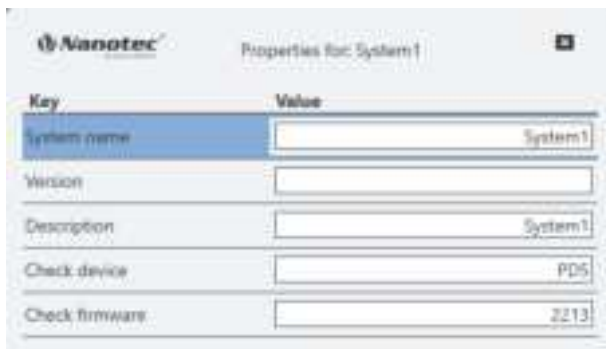 Nanotec
Properties for: System1
Key Value
System name System1
Version
Description System1
Check device PD5
Check firmware 2213